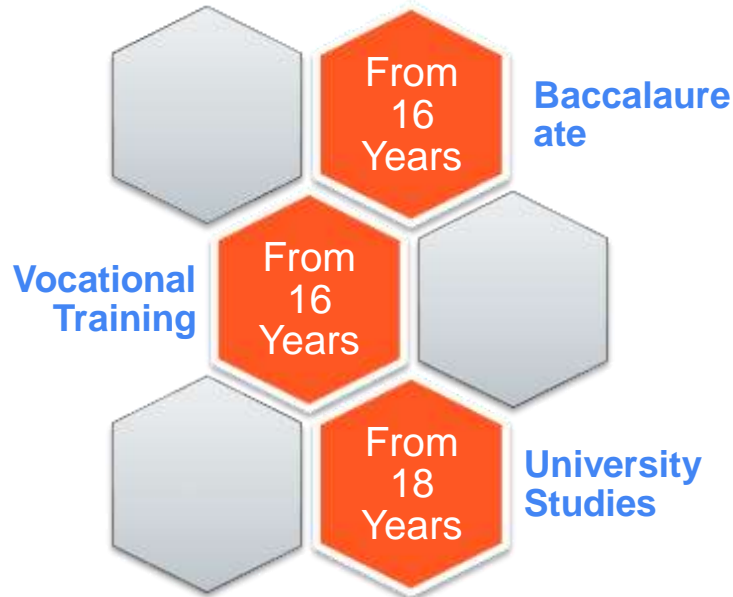 From
16
Years
Baccalaure
ate
Vocational
Training
From
16
Years
From
18
Years
University
Studies